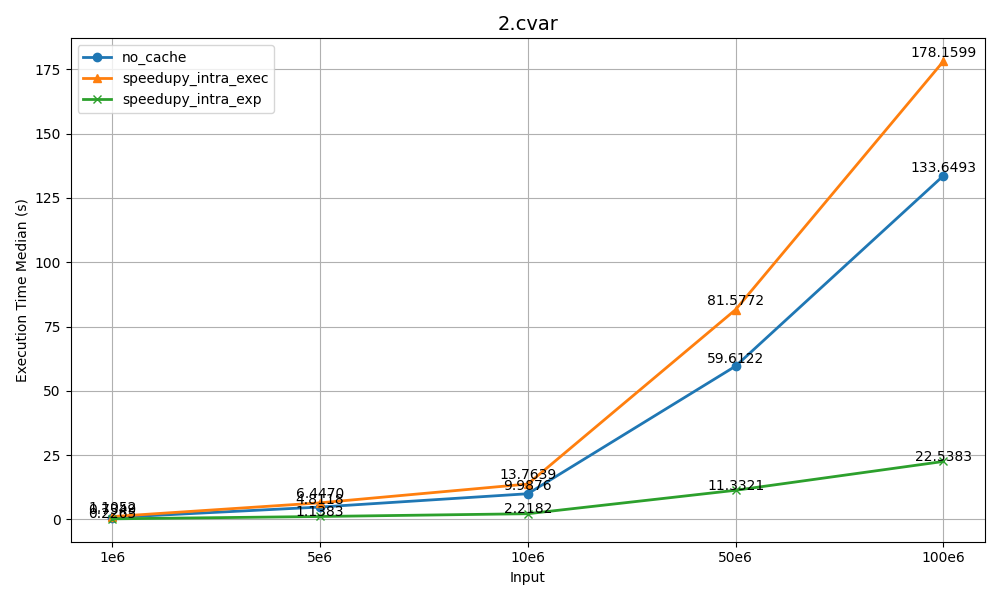 2.cvar
no_cache
speedupy_intra_exec
speedupy_intra_exp
Execution Time Median (s)
175
150
125
100
75
50
25
0
178.1599
133.6493
81.5772
59.6122
22.5383
13.7639
9.9876
11.3321
6.4470
4.8118
1.1383
2.2182
1e6
5e6
10e6
50e6
100e6
Input